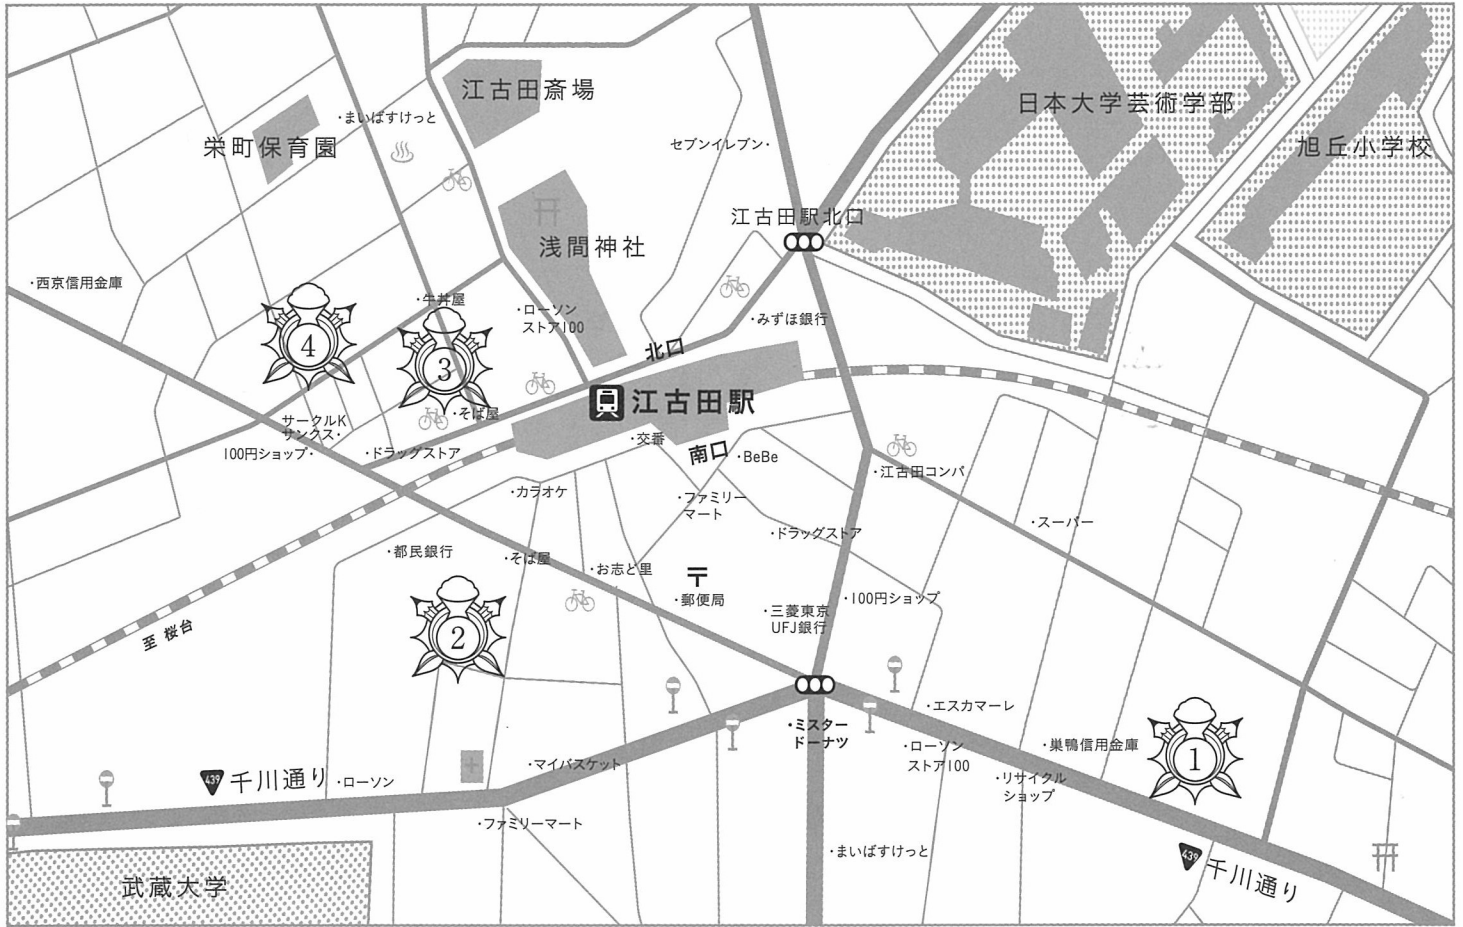 江古田斎場
日本大学芸術学部
・まいばすけっと
栄町保育園
セブンイレブン・
旭丘小学校
江古田駅北口
浅間神社
・西京信用金庫
・牛丼屋
・ローソン
ストア100
・みずほ銀行
4
3
北口
江古田駅
・そば屋
サークルK
サンクス・
100円ショップ・
・ドラッグストア
・交番
南口
・BeBe
・江古田コンパ
・カラオケ
・ファミリー
マート
・スーパー
・ドラッグストア
・都民銀行
・そば屋
・お志ど里
〒
・郵便局
・100円ショップ
・三菱東京
UFJ銀行
2
至 桜台
・エスカマーレ
・ミスター
ドーナツ
・ローソン
ストア100
・巣鴨信用金庫
1
・リサイクル
ショップ
・マイバスケット
439
千川通り
・ローソン
・ファミリーマート
・まいばすけっと
439
千川通り
武蔵大学